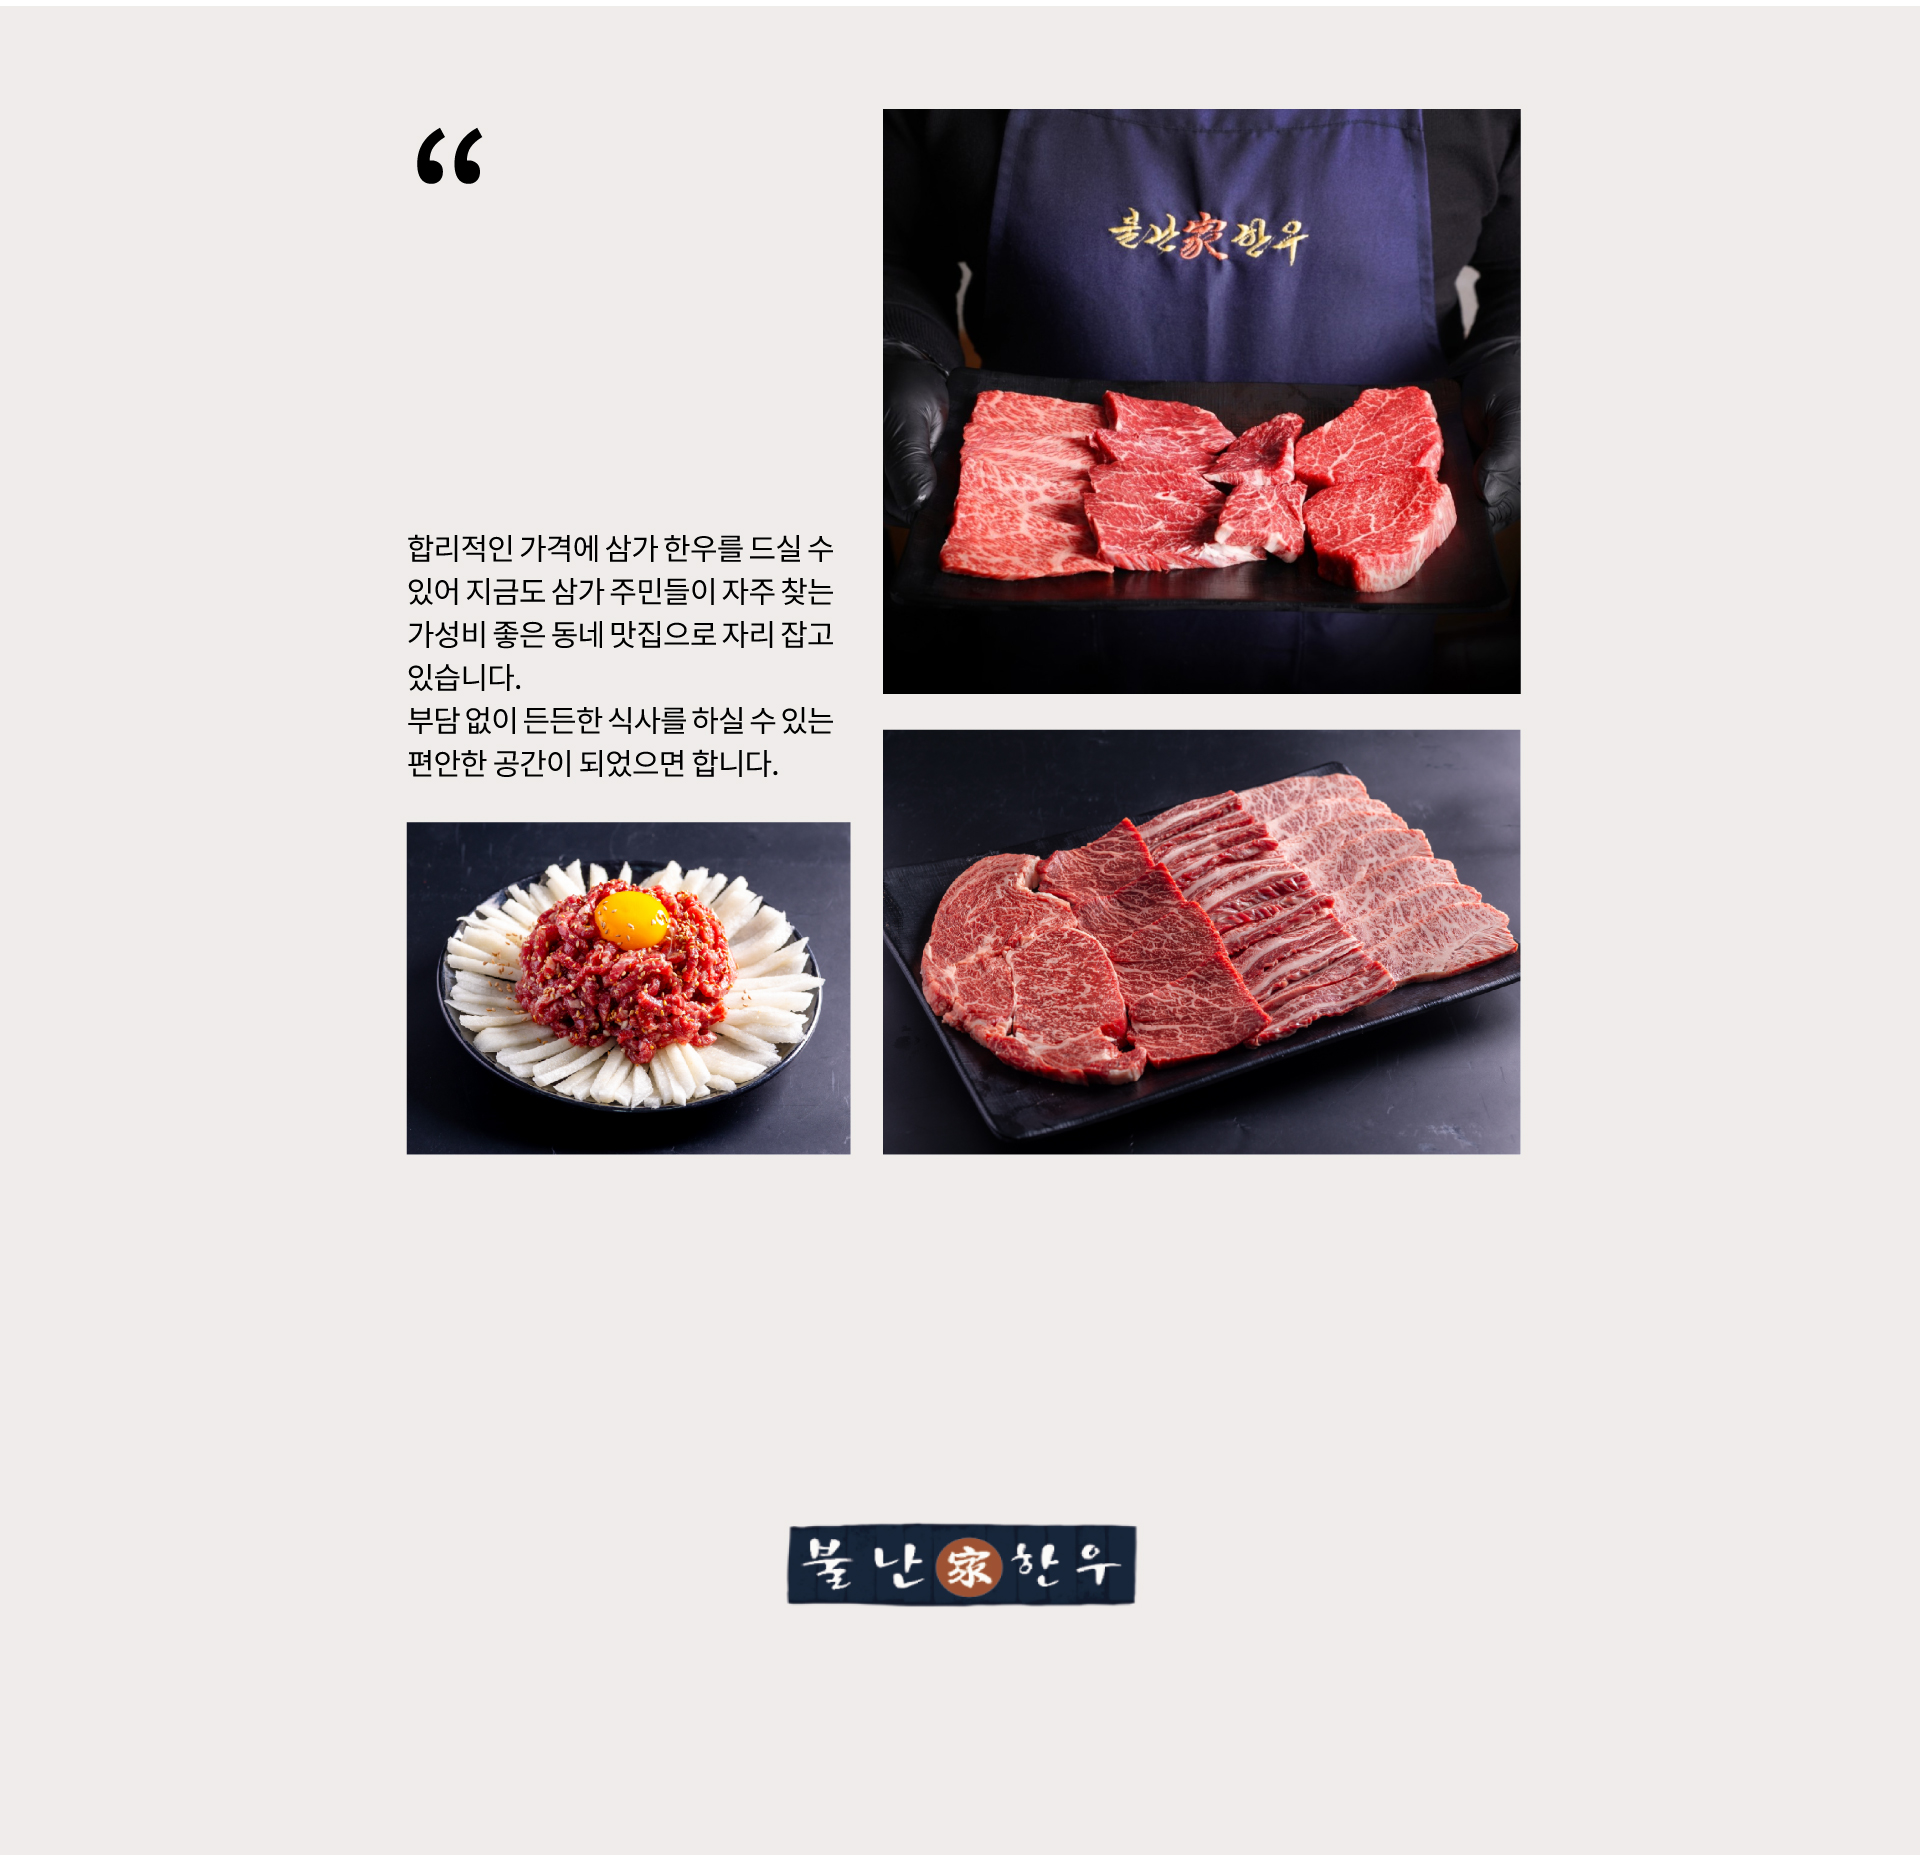 “
불난家한우
합리적인 가격에 삼가 한우를 드실 수
있어 지금도 삼가 주민들이 자주 찾는
가성비 좋은 동네 맛집으로 자리 잡고
있습니다.
부담 없이 든든한 식사를 하실 수 있는
편안한 공간이 되었으면 합니다.
불난家한우